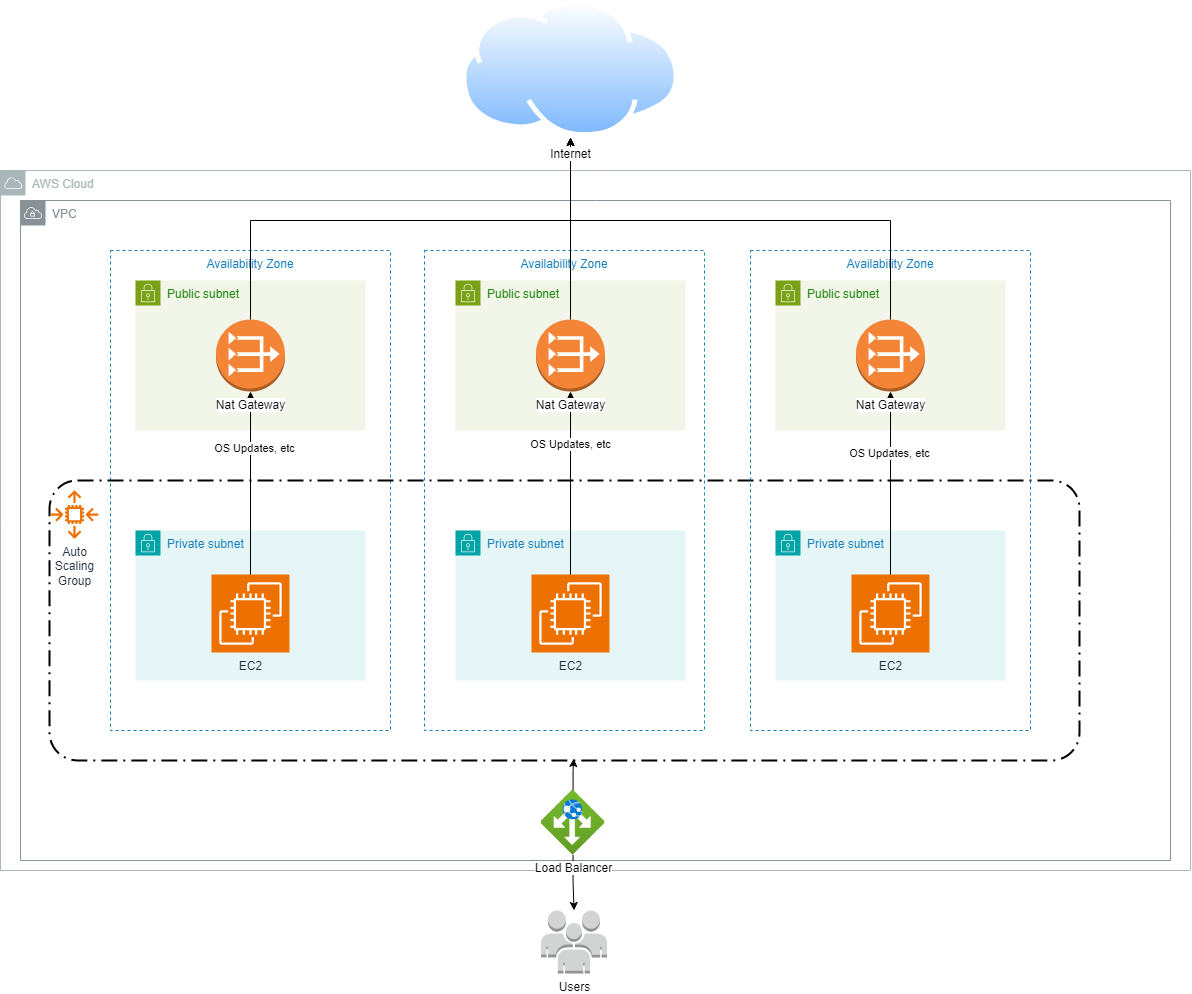 Internet
AWS Cloud
VPC
Availability Zone
Availability Zone
Availability Zone
Public subnet
Public subnet
Public subnet
Nat Gateway
Nat Gateway
Nat Gateway
OS Updates, etc
OS Updates, etc
OS Updates, etc
Auto
Scaling
Group
Private subnet
Private subnet
Private subnet
EC2
EC2
EC2
Load Balancer
Users